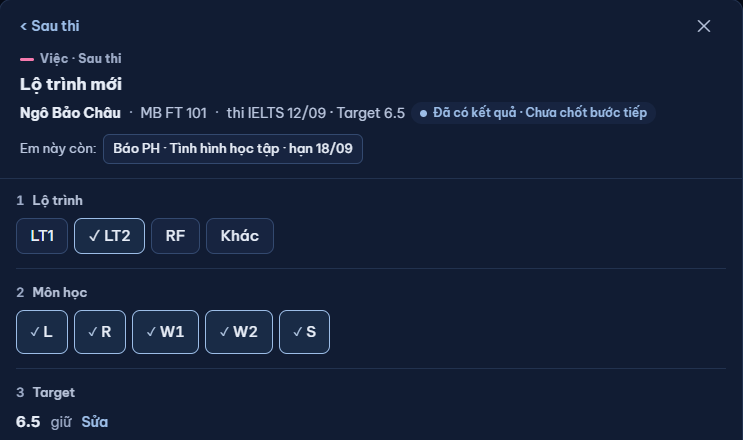 < Sau thi
Việc · Sau thi
Lộ trình mới
Ngô Bảo Châu · MB FT 101 · thi IELTS 12/09 · Target 6.5 Đã có kết quả · Chưa chốt bước tiếp
Em này còn: Báo PH · Tình hình học tập · hạn 18/09
1 Lộ trình
LT1 ✓ LT2 RF Khác
2 Môn học
✓ L ✓ R ✓ W1 ✓ W2 ✓ S
3 Target
6.5 giữ Sửa